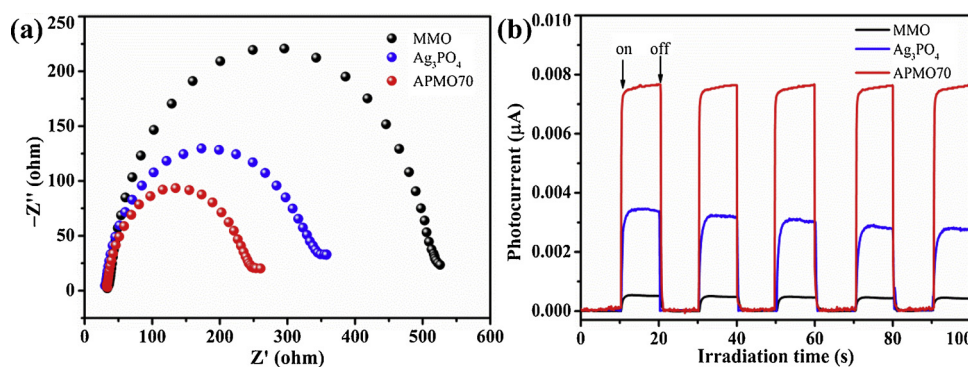 (a)
250
200
150
100
50
0
−Z'' (ohm)
MMO
Ag₃PO₄
APMO70
0 100 200 300 400 500 600
Z' (ohm)
(b)
0.010
0.008
0.006
0.004
0.002
0.000
Photocurrent (μA)
on off
MMO
Ag₃PO₄
APMO70
0 20 40 60 80 100
Irradiation time (s)